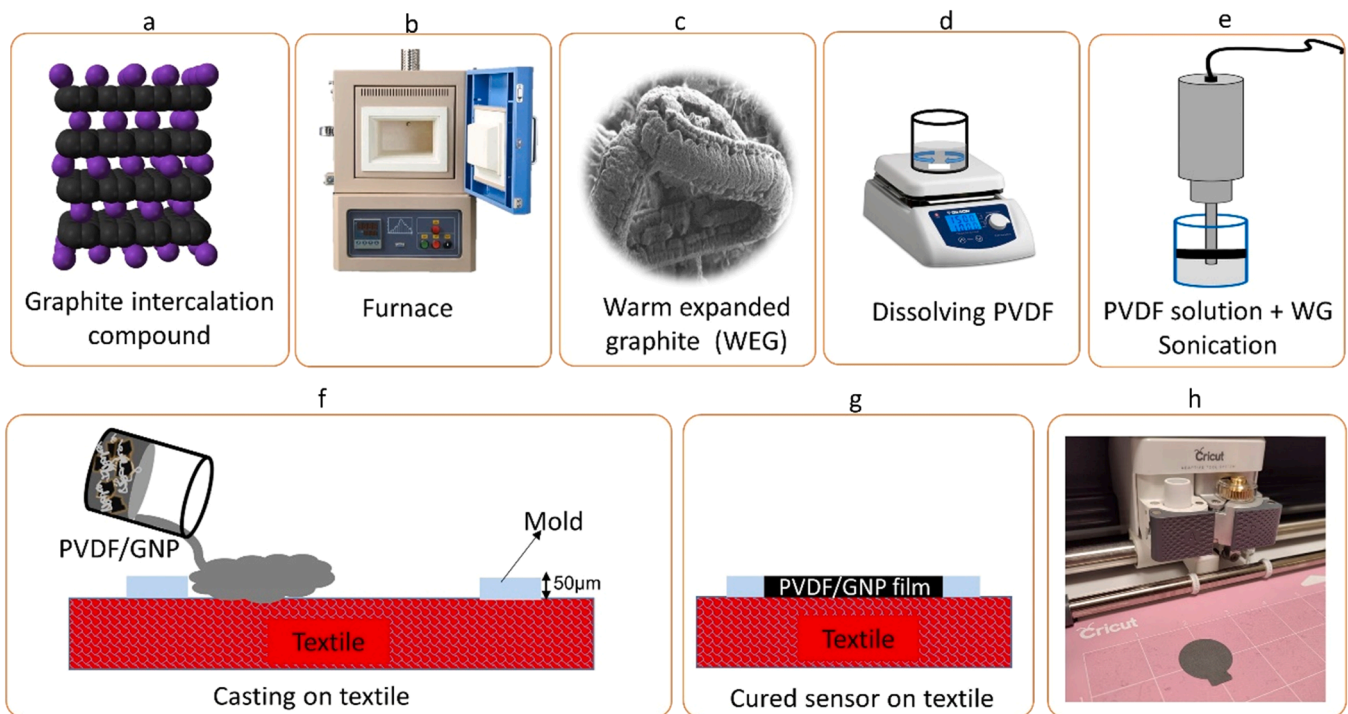 a
b
c
d
e
Graphite intercalation
compound
Furnace
Warm expanded
graphite (WEG)
Dissolving PVDF
PVDF solution + WG
Sonication
f
g
h
PVDF/GNP
Mold
50μm
Textile
Casting on textile
PVDF/GNP film
Textile
Cured sensor on textile
Cricut
Cricut